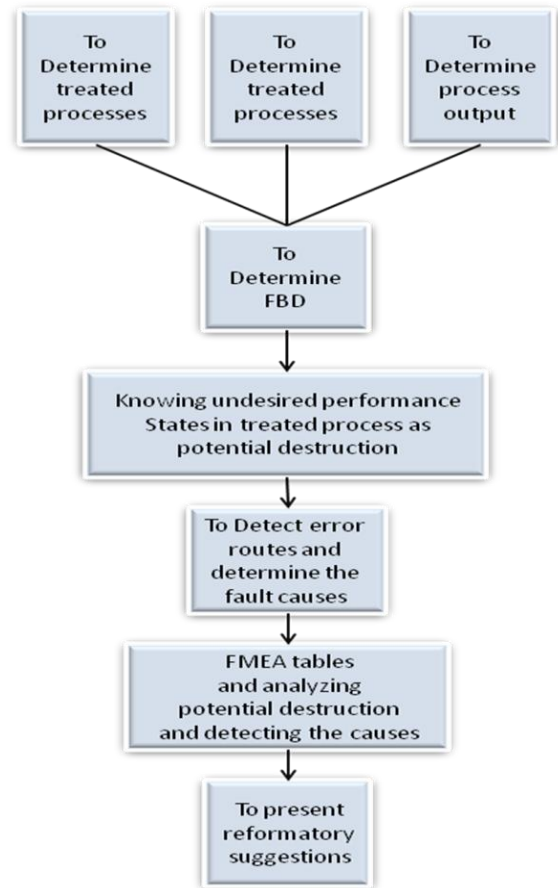 To
Determine
treated
processes
To
Determine
treated
processes
To
Determine
process
output
To
Determine
FBD
Knowing undesired performance
States in treated process as
potential destruction
To Detect error
routes and
determine the
fault causes
FMEA tables
and analyzing
potential destruction
and detecting the causes
To present
reformatory
suggestions